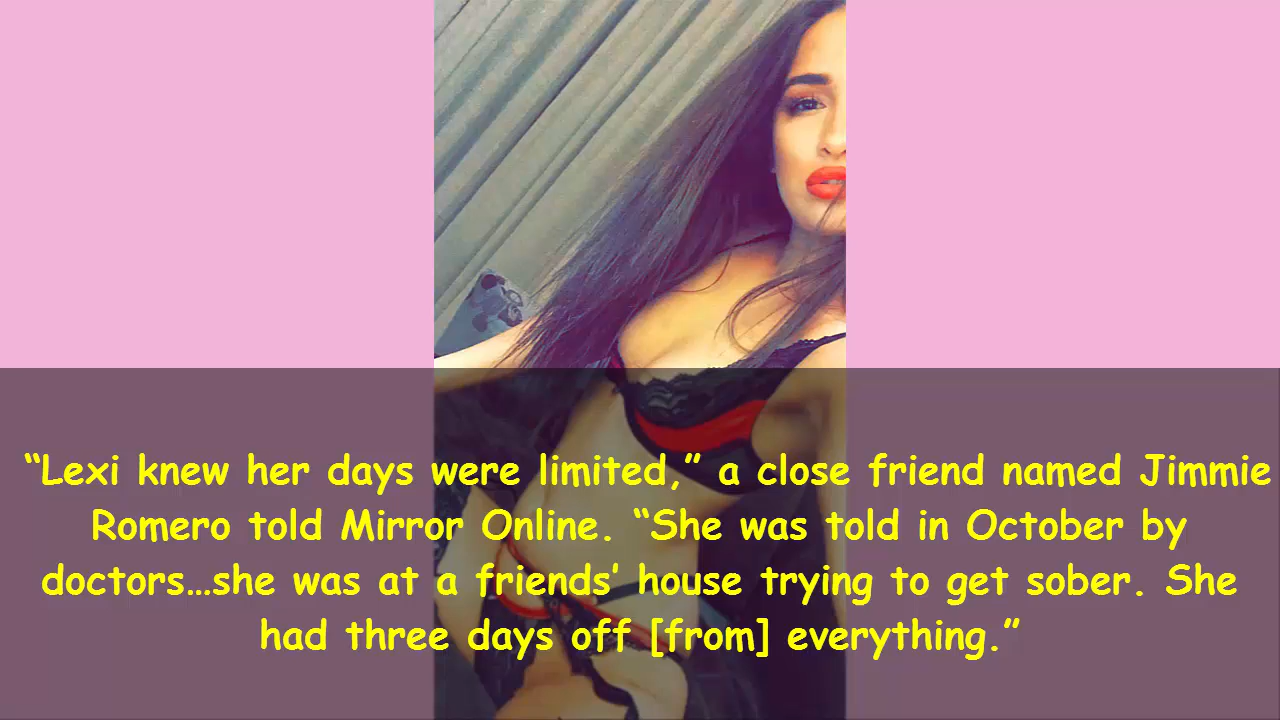 “Lexi knew her days were limited,” a close friend named Jimmie
Romero told Mirror Online. “She was told in October by
doctors…she was at a friends’ house trying to get sober. She
had three days off [from] everything.”